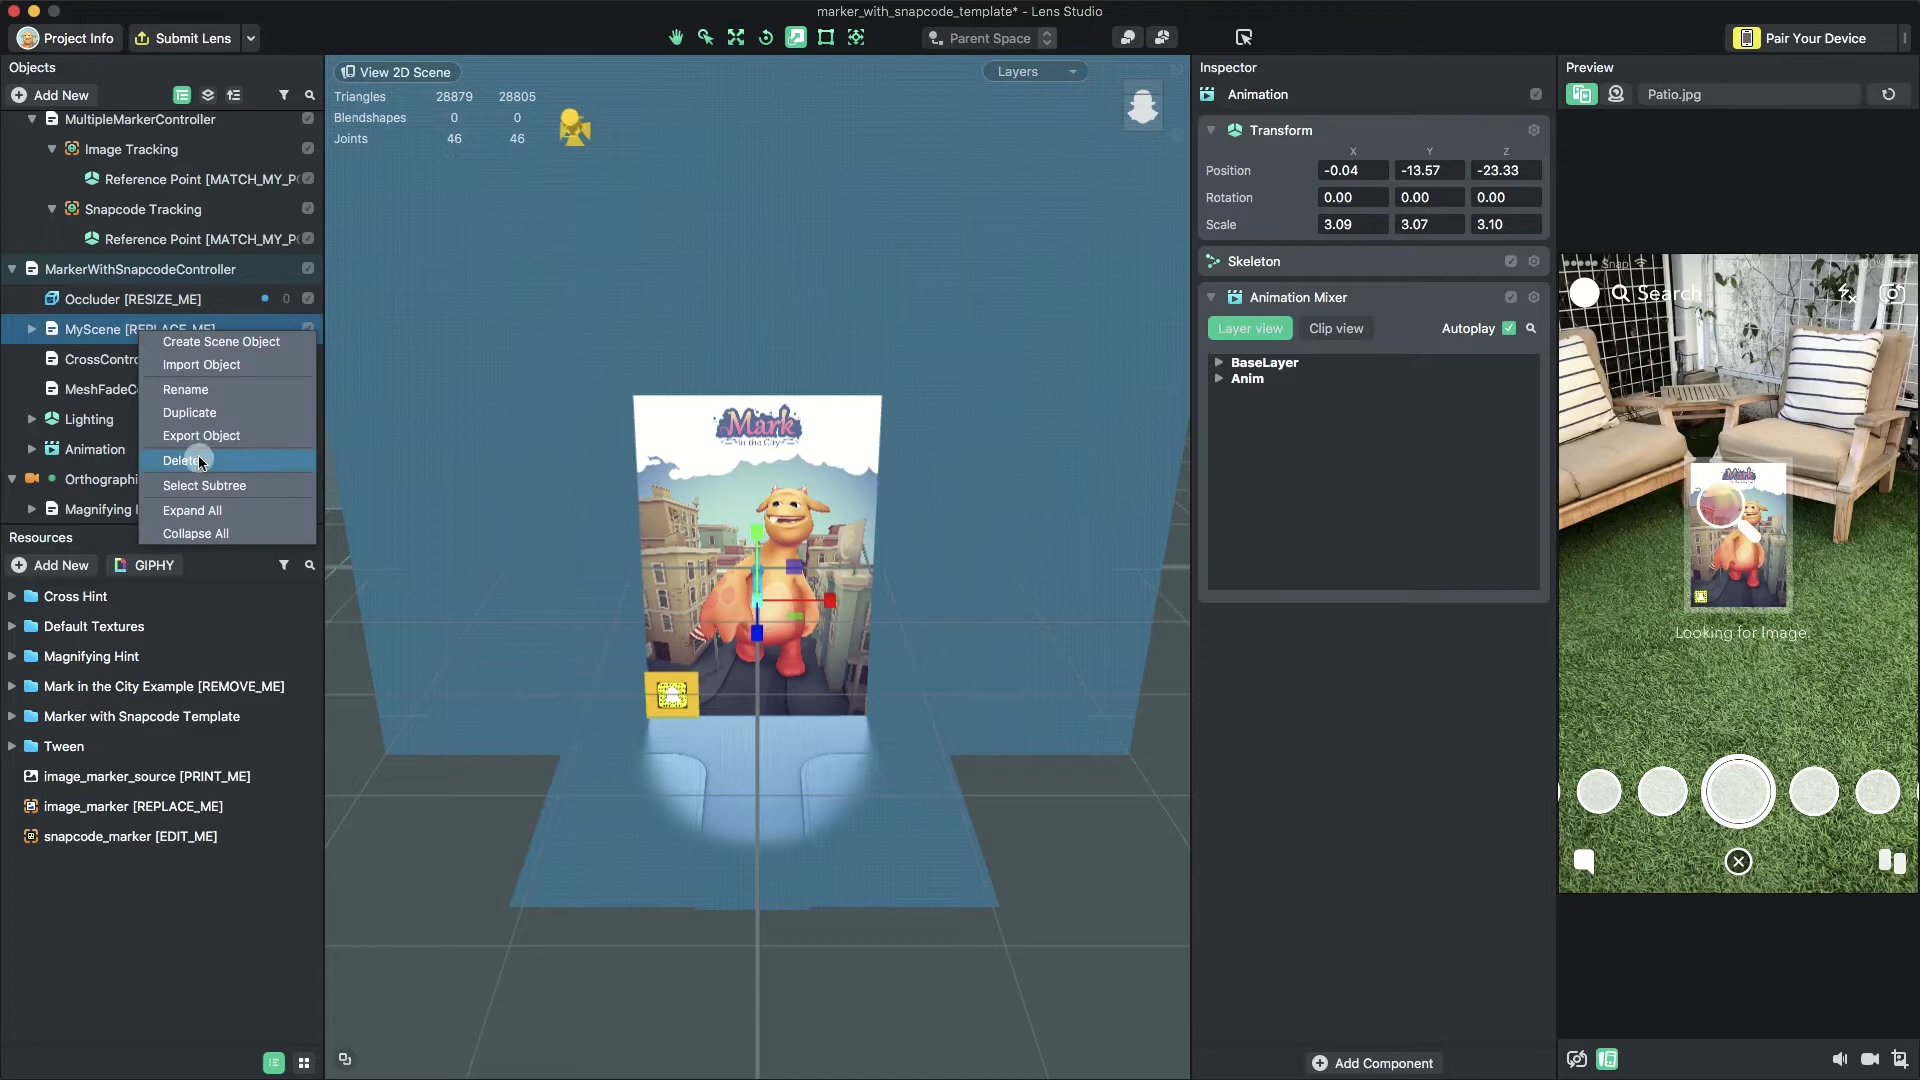 marker_with_snapcode_template* - Lens Studio
Project Info
Submit Lens
Parent Space
Pair Your Device
Objects
Add New
MultipleMarkerController
Image Tracking
Reference Point [MATCH_MY_P
Snapcode Tracking
Reference Point [MATCH_MY_P
MarkerWithSnapcodeController
Occluder [RESIZE_ME]
0
MyScene [REPLACE_ME]
CrossContro
MeshFadeCo
Lighting
Animation
Orthographi
Magnifying
Create Scene Object
Import Object
Rename
Duplicate
Export Object
Delete
Select Subtree
Expand All
Collapse All
Resources
Add New
GIPHY
Cross Hint
Default Textures
Magnifying Hint
Mark in the City Example [REMOVE_ME]
Marker with Snapcode Template
Tween
image_marker_source [PRINT_ME]
image_marker [REPLACE_ME]
snapcode_marker [EDIT_ME]
View 2D Scene
Layers
Triangles 28879 28805
Blendshapes 0 0
Joints 46 46
Mark
in the City
Inspector
Animation
Transform
X Y Z
Position -0.04 -13.57 -23.33
Rotation 0.00 0.00 0.00
Scale 3.09 3.07 3.10
Skeleton
Animation Mixer
Layer view
Clip view
Autoplay
BaseLayer
Anim
Add Component
Preview
Patio.jpg
Snap
Search
Mark
Looking for Image.